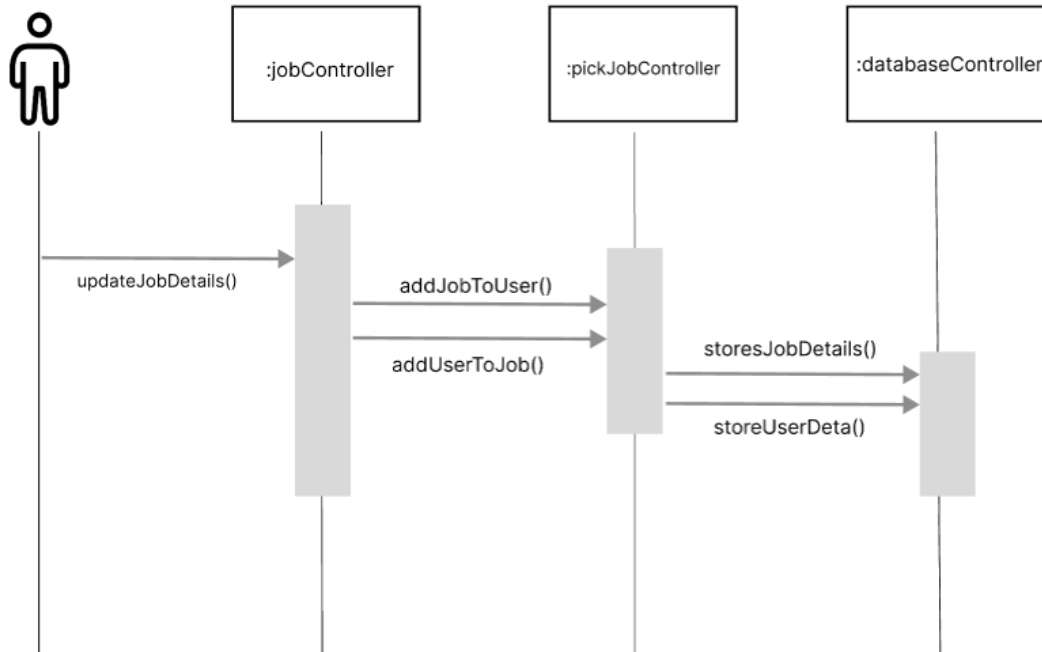 :jobController
:pickJobController
:databaseController
updateJobDetails()
addJobToUser()
addUserToJob()
storesJobDetails()
storeUserDeta()